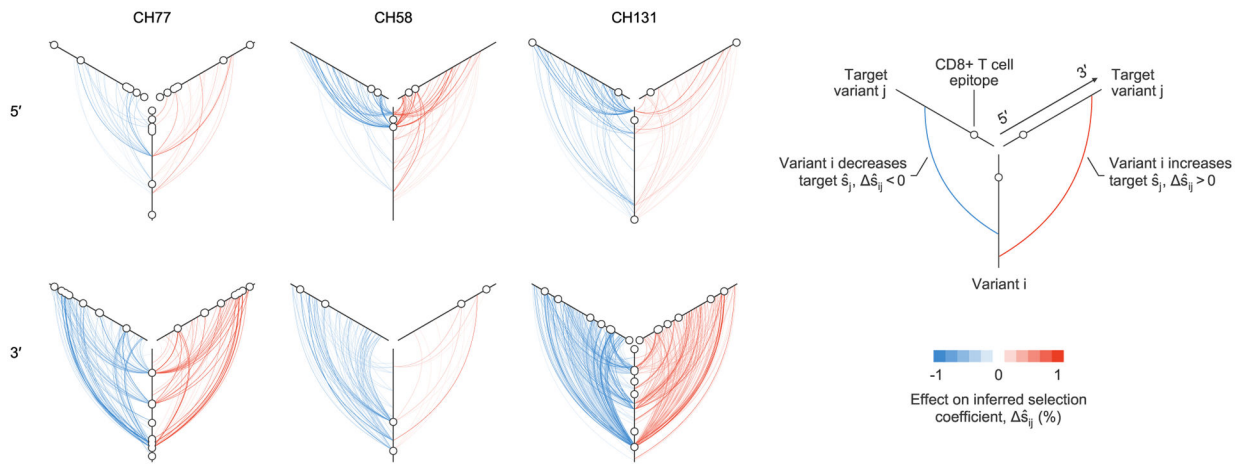 CH77
CH58
CH131
5′
3′
CD8+ T cell
epitope
Target
variant j
5′
3′
Target
variant j
Variant i decreases
target ŝj, Δŝij < 0
Variant i increases
target ŝj, Δŝij > 0
Variant i
-1 0 1
Effect on inferred selection
coefficient, Δŝij (%)